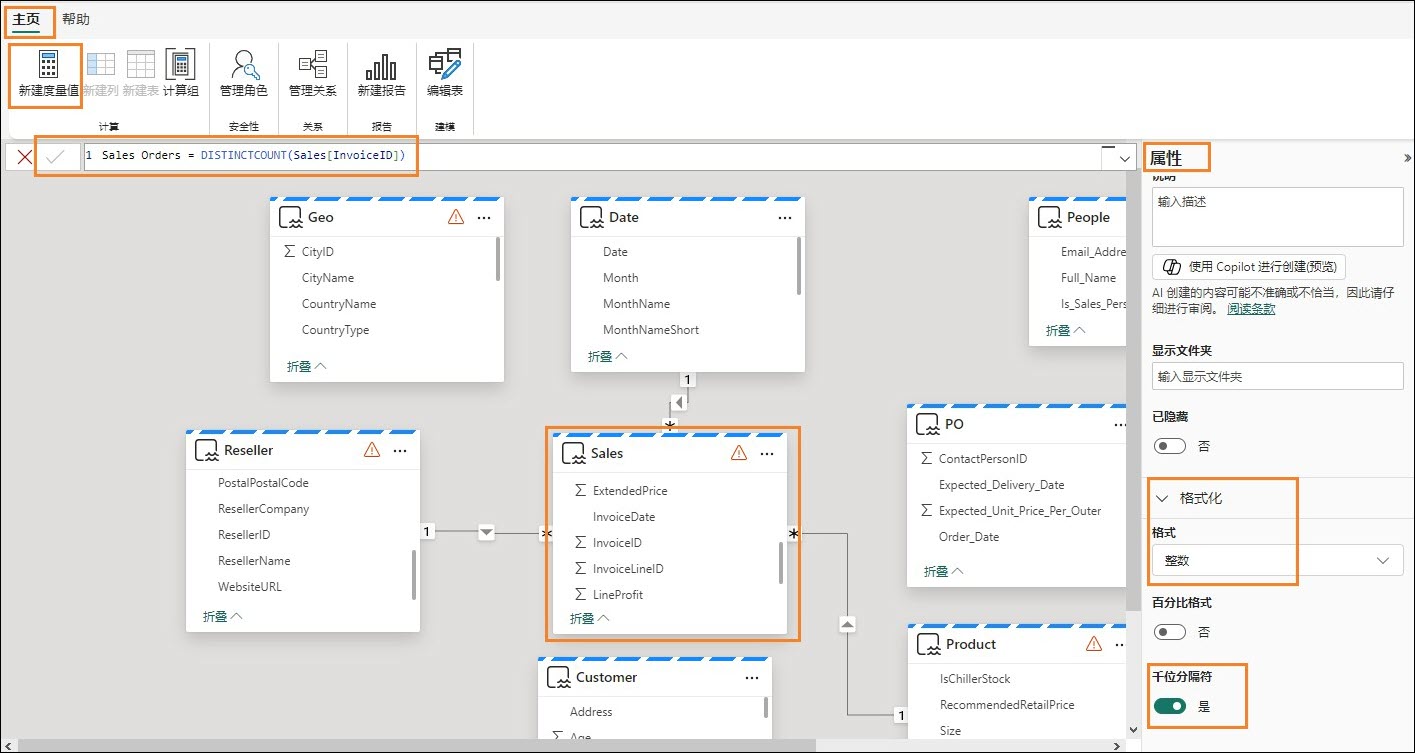 主页 帮助
新建度量值 新建列 新建表 计算组 管理角色 管理关系 新建报告 编辑表
计算 安全性 关系 报告 建模
1 Sales Orders = DISTINCTCOUNT(Sales[InvoiceID])
Geo
Σ CityID
CityName
CountryName
CountryType
折叠
Date
Date
Month
MonthName
MonthNameShort
折叠
People
Email_Addre
Full_Name
Is_Sales_Pers
折叠
1
*
Reseller
PostalPostalCode
ResellerCompany
ResellerID
ResellerName
WebsiteURL
折叠
1
*
Sales
Σ ExtendedPrice
InvoiceDate
Σ InvoiceID
Σ InvoiceLineID
Σ LineProfit
折叠
*
1
PO
Σ ContactPersonID
Expected_Delivery_Date
Σ Expected_Unit_Price_Per_Outer
Order_Date
折叠
Customer
Address
Σ Age
Product
IsChillerStock
RecommendedRetailPrice
Size
属性
说明
输入描述
使用 Copilot 进行创建(预览)
AI 创建的内容可能不准确或不恰当，因此请仔
细进行审阅。 阅读条款
显示文件夹
输入显示文件夹
已隐藏
否
格式化
格式
整数
百分比格式
否
千位分隔符
是